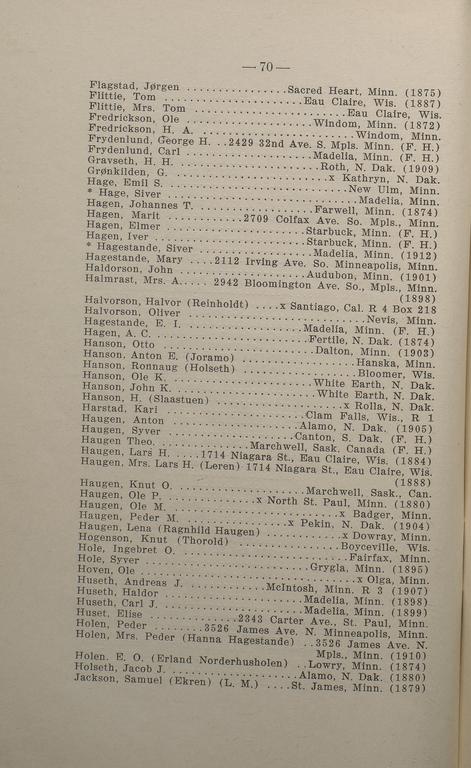 — 70 —
Flagstad, Jørgen ................Sacred Heart, Minn. (1875)
Flittie, Tom ......................Eau Claire, Wis. (1887)
Flittie, Mrs. Tom ........................Eau Claire, Wis.
Fredrickson, Ole ....................Windom, Minn. (1872)
Fredrickson, H. A. ..........................Windom, Minn.
Frydenlund, George H. ..2429 32nd Ave. S. Mpls. Minn. (F. H.)
Frydenlund, Carl ....................Madelia, Minn. (F. H.)
Gravseth, H. H. .......................Roth, N. Dak. (1909)
Grønkilden, G. .........................x Kathryn, N. Dak.
Hage, Emil S. .............................New Ulm, Minn.
* Hage, Siver .............................Madelia, Minn.
Hagen, Johannes T. ...................Farwell, Minn. (1874)
Hagen, Marit ............2709 Colfax Ave. So. Mpls., Minn.
Hagen, Elmer ......................Starbuck, Minn. (F. H.)
Hagen, Iver .......................Starbuck, Minn. (F. H.)
* Hagestande, Siver ...................Madelia, Minn. (1912)
Hagestande, Mary ....2112 Irving Ave. So. Minneapolis, Minn.
Haldorson, John .....................Audubon, Minn. (1901)
Halmrast, Mrs. A..... 2942 Bloomington Ave. So., Mpls., Minn.
(1898)
Halvorson, Halvor (Reinholdt) ....x Santiago, Cal. R 4 Box 218
Halvorson, Oliver ...........................Nevis, Minn.
Hagestande, E. I. ...................Madelia, Minn. (F. H.)
Hagen, A. C. .......................Fertile, N. Dak. (1874)
Hanson, Otto .........................Dalton, Minn. (1903)
Hanson, Anton E. (Joramo) ...................Hanska, Minn.
Hanson, Ronnaug (Holseth) ..................Bloomer, Wis.
Hanson, Ole K. .......................White Earth, N. Dak.
Hanson, John K. ......................White Earth, N. Dak.
Hanson, H. (Slaastuen) .....................x Rolla, N. Dak.
Harstad, Kari ......................Clam Falls, Wis., R 1
Haugen, Anton .......................Alamo, N. Dak. (1905)
Haugen, Syver .....................Canton, S. Dak. (F. H.)
Haugen Theo. ...............Marchwell, Sask. Canada (F. H.)
Haugen, Lars H. .....1714 Niagara St., Eau Claire, Wis. (1884)
Haugen, Mrs. Lars H. (Leren) 1714 Niagara St., Eau Claire, Wis.
(1888)
Haugen, Knut O. .....................Marchwell, Sask., Can.
Haugen, Ole P. ...............x North St. Paul, Minn. (1880)
Haugen, Ole M. ............................x Badger, Minn.
Haugen, Peder M. ...................x Pekin, N. Dak. (1904)
Haugen, Lena (Ragnhild Haugen) ............x Dowray, Minn.
Hogenson, Knut (Thorold) ..................Boyceville, Wis.
Hole, Ingebret O. .........................Fairfax, Minn.
Hole, Syver ..........................Grygla, Minn. (1895)
Hoven, Ole ..................................x Olga, Minn.
Huseth, Andreas J. .............McIntosh, Minn. R 3 (1907)
Huseth, Haldor .......................Madelia, Minn. (1898)
Huseth, Carl J. ......................Madelia, Minn. (1899)
Huset, Elise ...............2343 Carter Ave., St. Paul, Minn.
Holen, Peder .........3526 James Ave. N. Minneapolis, Minn.
Holen, Mrs. Peder (Hanna Hagestande) ..3526 James Ave. N.
Mpls., Minn. (1910)
Holen. E. O. (Erland Norderhusholen) ..Lowry, Minn. (1874)
Holseth, Jacob J. ....................Alamo, N. Dak. (1880)
Jackson, Samuel (Ekren) (L. M.) ....St. James, Minn. (1879)